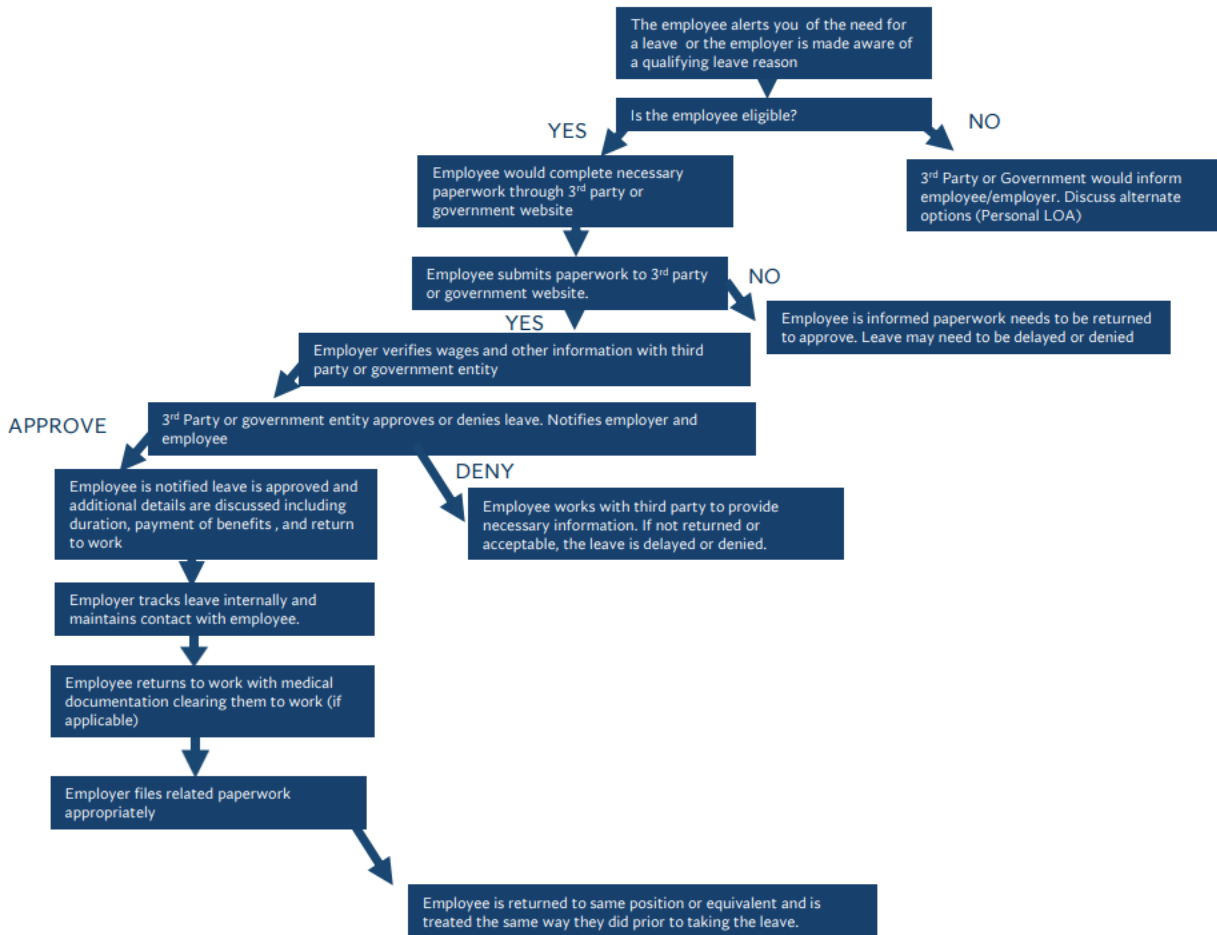 The employee alerts you of the need for
a leave or the employer is made aware of
a qualifying leave reason
Is the employee eligible?
YES
NO
Employee would complete necessary
paperwork through 3rd party or
government website
3rd Party or Government would inform
employee/employer. Discuss alternate
options (Personal LOA)
Employee submits paperwork to 3rd party
or government website.
NO
YES
Employee is informed paperwork needs to be returned
to approve. Leave may need to be delayed or denied
Employer verifies wages and other information with third
party or government entity
APPROVE
3rd Party or government entity approves or denies leave. Notifies employer and
employee
DENY
Employee is notified leave is approved and
additional details are discussed including
duration, payment of benefits , and return
to work
Employee works with third party to provide
necessary information. If not returned or
acceptable, the leave is delayed or denied.
Employer tracks leave internally and
maintains contact with employee.
Employee returns to work with medical
documentation clearing them to work (if
applicable)
Employer files related paperwork
appropriately
Employee is returned to same position or equivalent and is
treated the same way they did prior to taking the leave.